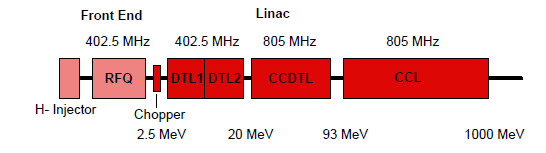 Front End Linac
402.5 MHz 402.5 MHz 805 MHz 805 MHz
RFQ DTL1 DTL2 CCDTL CCL
H- Injector
Chopper
2.5 MeV 20 MeV 93 MeV 1000 MeV